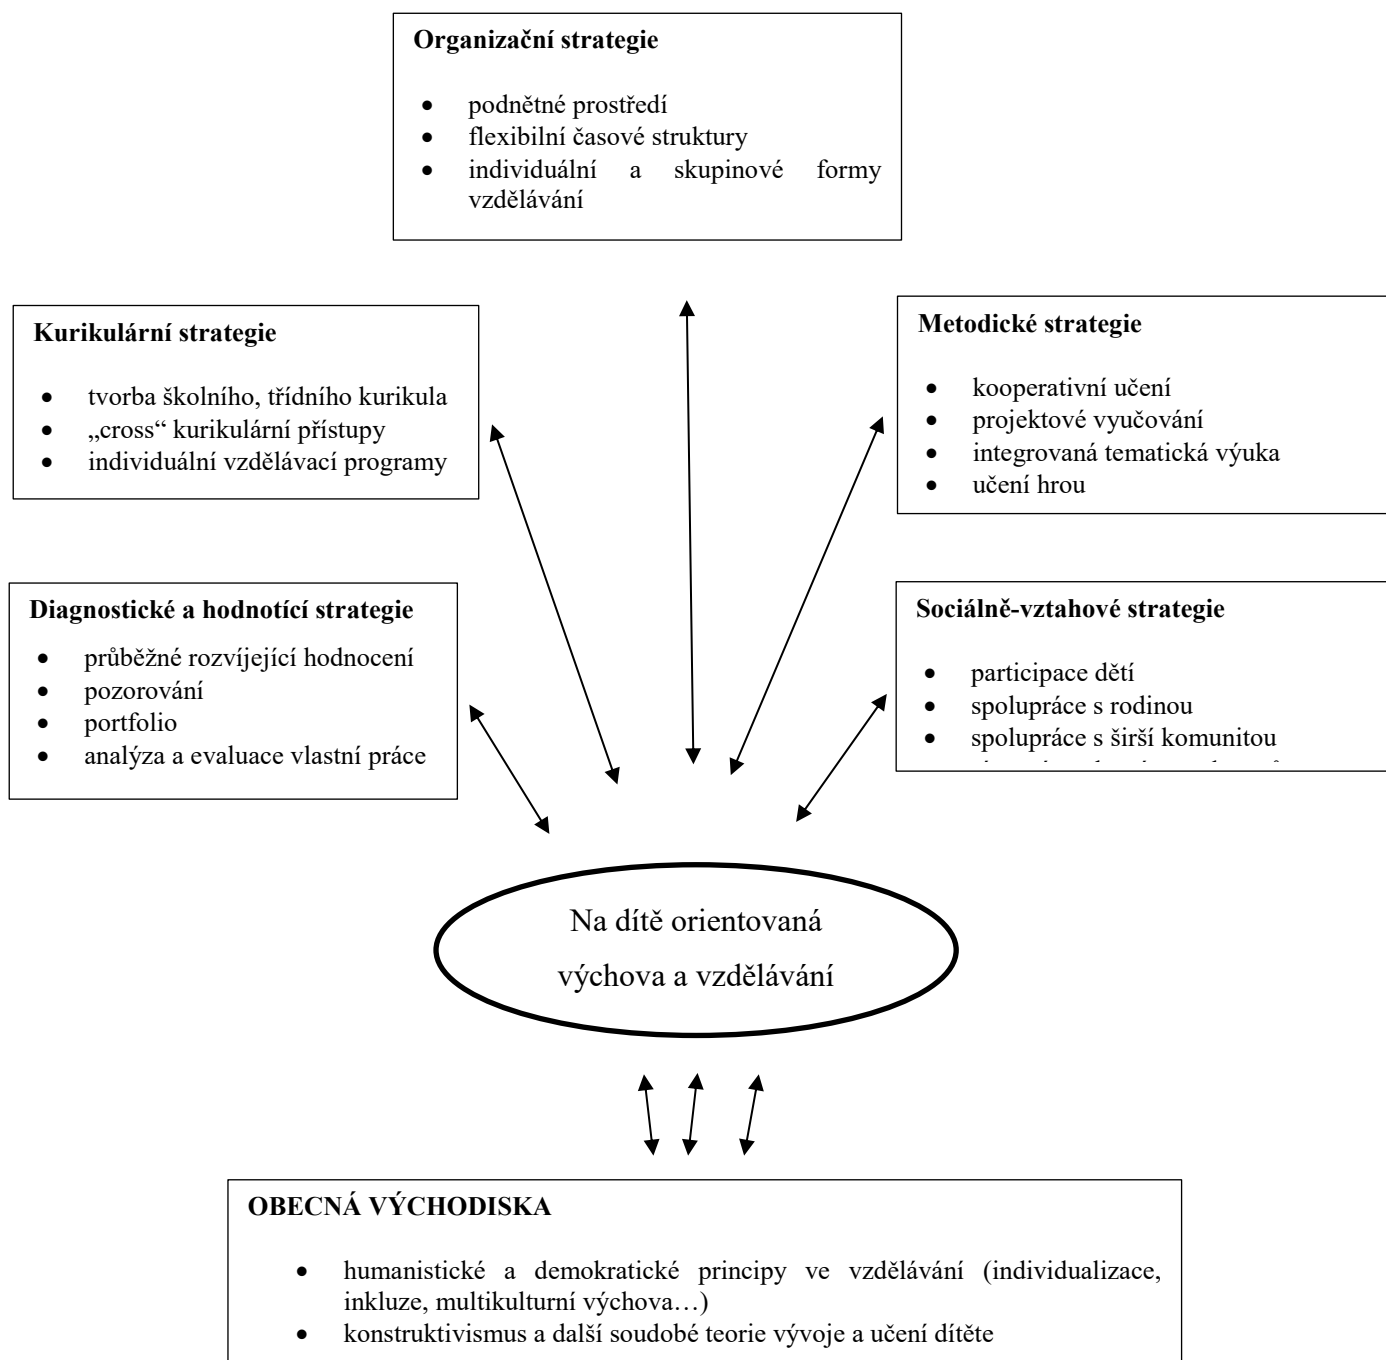 Organizační strategie
• podnětné prostředí
• flexibilní časové struktury
• individuální a skupinové formy
vzdělávání
Kurikulární strategie
• tvorba školního, třídního kurikula
• „cross“ kurikulární přístupy
• individuální vzdělávací programy
Metodické strategie
• kooperativní učení
• projektové vyučování
• integrovaná tematická výuka
• učení hrou
Diagnostické a hodnotící strategie
• průběžné rozvíjející hodnocení
• pozorování
• portfolio
• analýza a evaluace vlastní práce
Sociálně-vztahové strategie
• participace dětí
• spolupráce s rodinou
• spolupráce s širší komunitou
Na dítě orientovaná
výchova a vzdělávání
OBECNÁ VÝCHODISKA
• humanistické a demokratické principy ve vzdělávání (individualizace,
inkluze, multikulturní výchova…)
• konstruktivismus a další soudobé teorie vývoje a učení dítěte